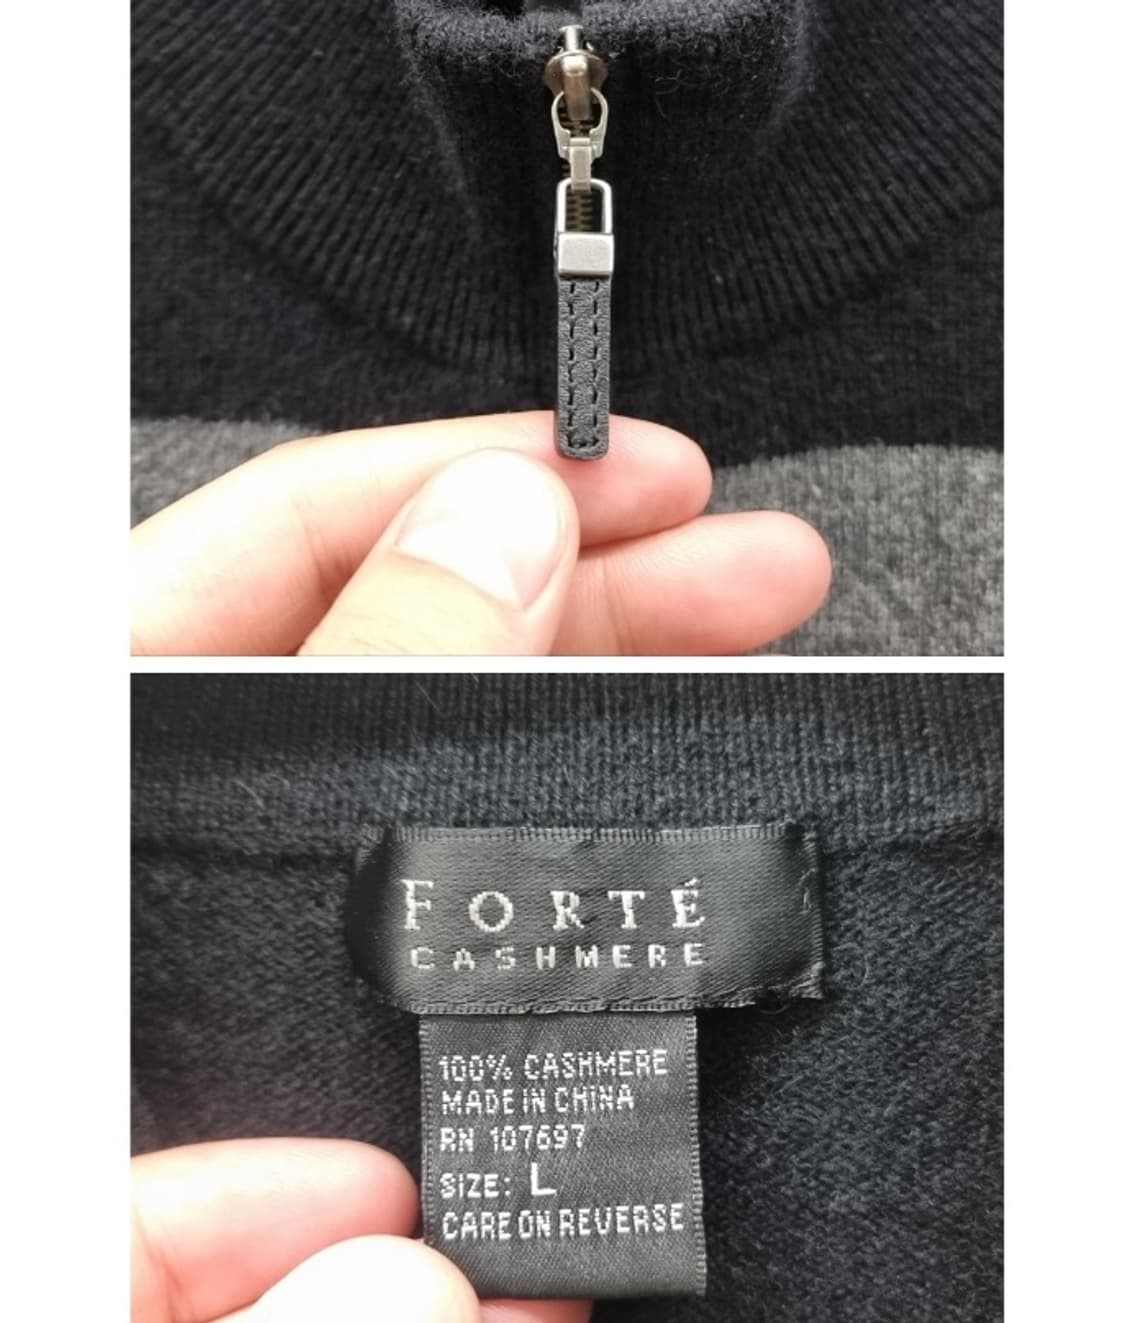 FORTÉ
CASHMERE
100% CASHMERE
MADE IN CHINA
RN 107697
SIZE: L
CARE ON REVERSE